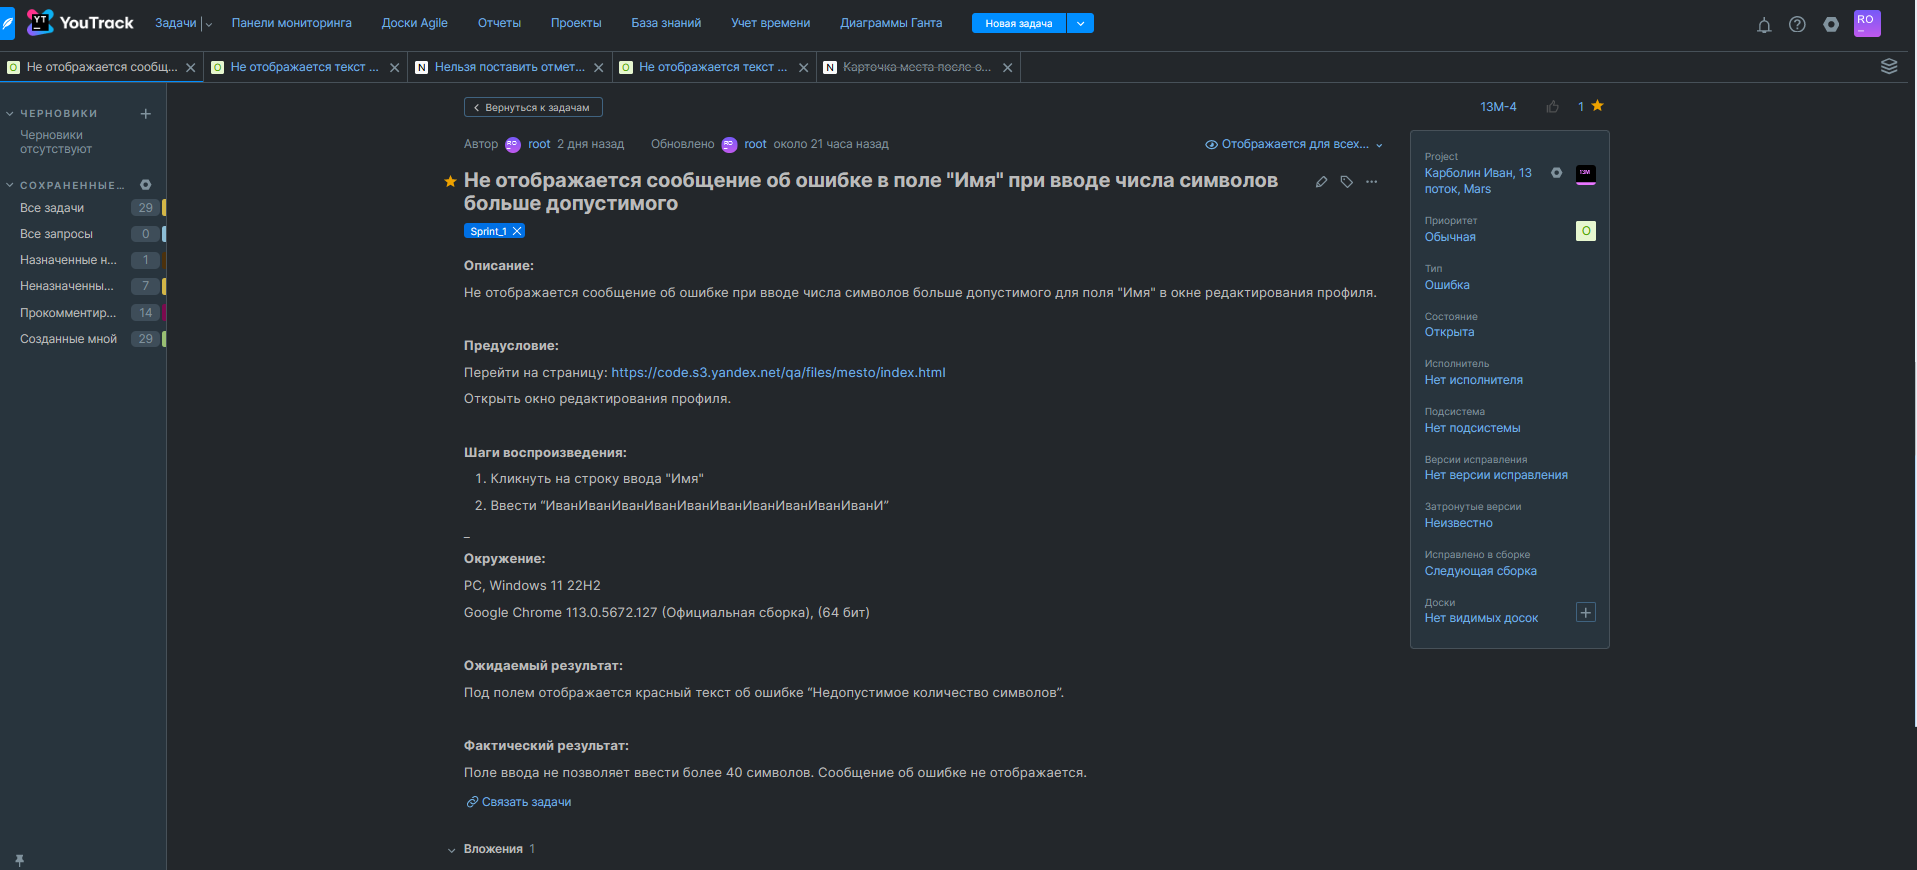 YouTrack
Задачи
Панели мониторинга
Доски Agile
Отчеты
Проекты
База знаний
Учет времени
Диаграммы Ганта
Новая задача
RO
O Не отображается сообщ...
O Не отображается текст ...
N Нельзя поставить отмет...
O Не отображается текст ...
N Карточка места после о...
ЧЕРНОВИКИ
Черновики
отсутствуют
СОХРАНЕННЫЕ...
Все задачи 29
Все запросы 0
Назначенные н... 1
Неназначенны... 7
Прокомментир... 14
Созданные мной 29
Вернуться к задачам
13M-4
1
Автор root 2 дня назад Обновлено root около 21 часа назад
Отображается для всех...
Не отображается сообщение об ошибке в поле "Имя" при вводе числа символов
больше допустимого
Sprint_1
Описание:
Не отображается сообщение об ошибке при вводе числа символов больше допустимого для поля "Имя" в окне редактирования профиля.
Предусловие:
Перейти на страницу: https://code.s3.yandex.net/qa/files/mesto/index.html
Открыть окно редактирования профиля.
Шаги воспроизведения:
1. Кликнуть на строку ввода "Имя"
2. Ввести “ИванИванИванИванИванИванИванИванИванИванИ”
_
Окружение:
PC, Windows 11 22H2
Google Chrome 113.0.5672.127 (Официальная сборка), (64 бит)
Ожидаемый результат:
Под полем отображается красный текст об ошибке “Недопустимое количество символов”.
Фактический результат:
Поле ввода не позволяет ввести более 40 символов. Сообщение об ошибке не отображается.
Связать задачи
Вложения 1
Project
Карболин Иван, 13
поток, Mars
13M
Приоритет
Обычная
O
Тип
Ошибка
Состояние
Открыта
Исполнитель
Нет исполнителя
Подсистема
Нет подсистемы
Версии исправления
Нет версии исправления
Затронутые версии
Неизвестно
Исправлено в сборке
Следующая сборка
Доски
Нет видимых досок